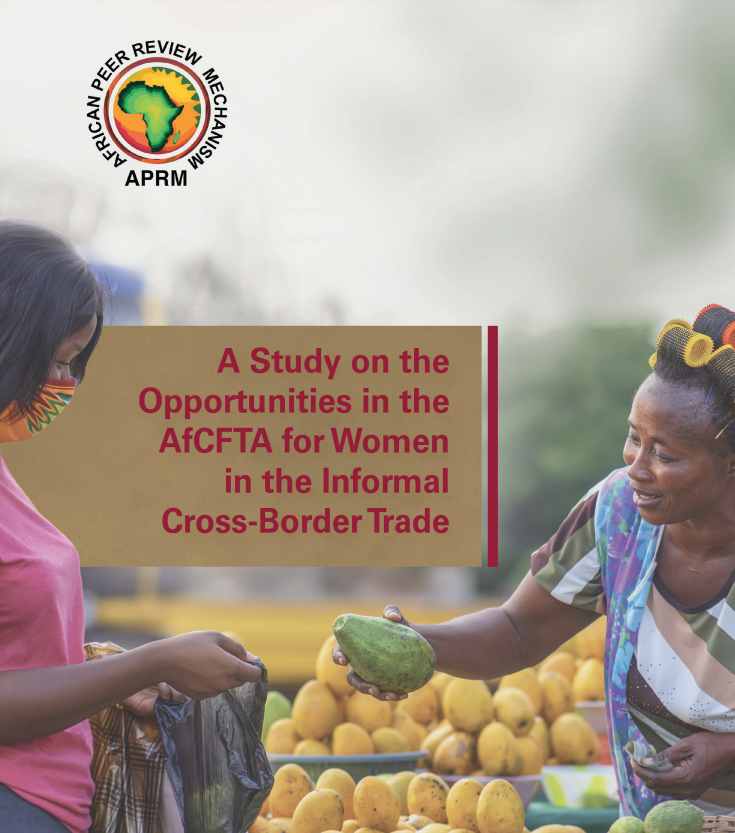 AFRICAN PEER REVIEW MECHANISM
APRM
A Study on the
Opportunities in the
AfCFTA for Women
in the Informal
Cross-Border Trade